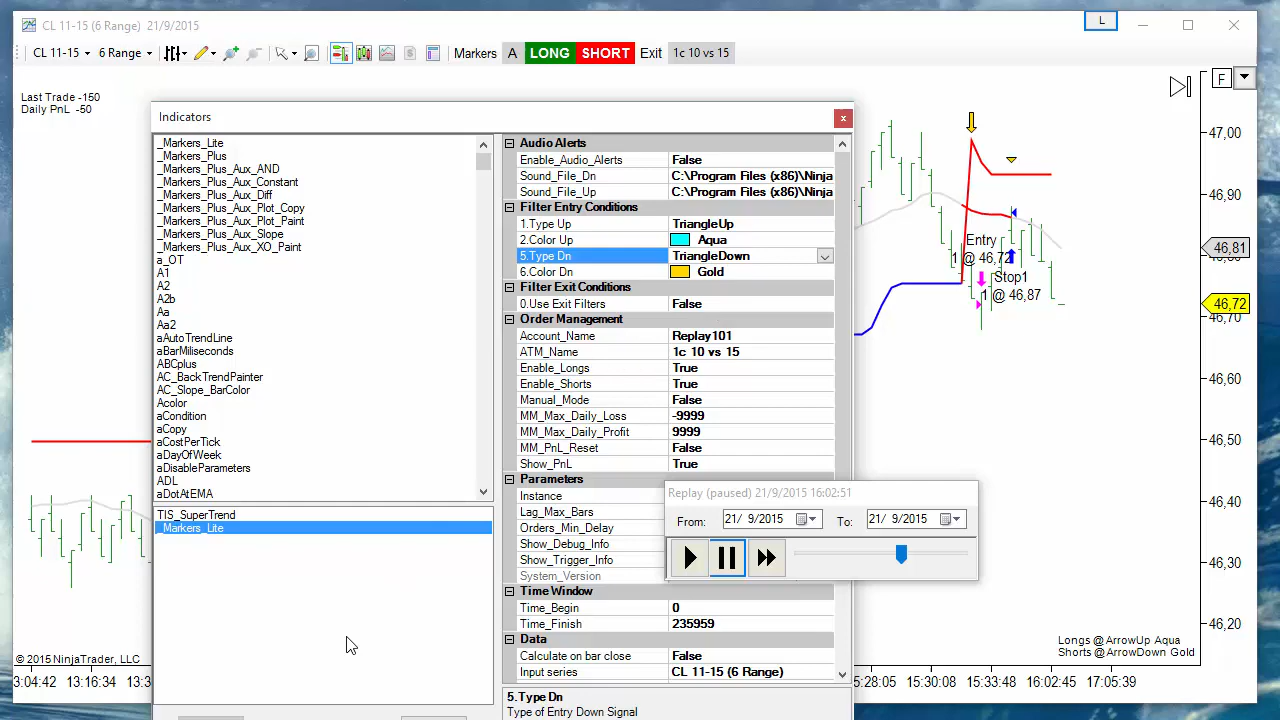 CL 11-15 (6 Range) 21/9/2015
L
CL 11-15 6 Range Markers A LONG SHORT Exit 1c 10 vs 15
Last Trade -150
Daily PnL -50
F
Indicators
x
_Markers_Lite
_Markers_Plus
_Markers_Plus_Aux_AND
_Markers_Plus_Aux_Constant
_Markers_Plus_Aux_Diff
_Markers_Plus_Aux_Plot_Copy
_Markers_Plus_Aux_Plot_Paint
_Markers_Plus_Aux_Slope
_Markers_Plus_Aux_XO_Paint
a_OT
A1
A2
A2b
Aa
Aa2
aAutoTrendLine
aBarMiliseconds
ABCplus
AC_BackTrendPainter
AC_Slope_BarColor
Acolor
aCondition
aCopy
aCostPerTick
aDayOfWeek
aDisableParameters
ADL
aDotAtEMA
TIS_SuperTrend
_Markers_Lite
Audio Alerts
Enable_Audio_Alerts False
Sound_File_Dn C:\Program Files (x86)\Ninja
Sound_File_Up C:\Program Files (x86)\Ninja
Filter Entry Conditions
1.Type Up TriangleUp
2.Color Up Aqua
5.Type Dn TriangleDown
6.Color Dn Gold
Filter Exit Conditions
0.Use Exit Filters False
Order Management
Account_Name Replay101
ATM_Name 1c 10 vs 15
Enable_Longs True
Enable_Shorts True
Manual_Mode False
MM_Max_Daily_Loss -9999
MM_Max_Daily_Profit 9999
MM_PnL_Reset False
Show_PnL True
Parameters
Instance
Lag_Max_Bars
Orders_Min_Delay
Show_Debug_Info
Show_Trigger_Info
System_Version
Time Window
Time_Begin 0
Time_Finish 235959
Data
Calculate on bar close False
Input series CL 11-15 (6 Range)
5.Type Dn
Type of Entry Down Signal
Replay (paused) 21/9/2015 16:02:51
From: 21/ 9/2015 To: 21/ 9/2015
Entry
1 @ 46,72
Stop1
1 @ 46,87
47,00
46,90
46,81
46,72
46,70
46,60
46,50
46,40
46,30
46,20
Longs @ArrowUp Aqua
Shorts @ArrowDown Gold
© 2015 NinjaTrader, LLC
3:04:42 13:16:34 15:30:08 15:33:48 16:02:45 17:05:39